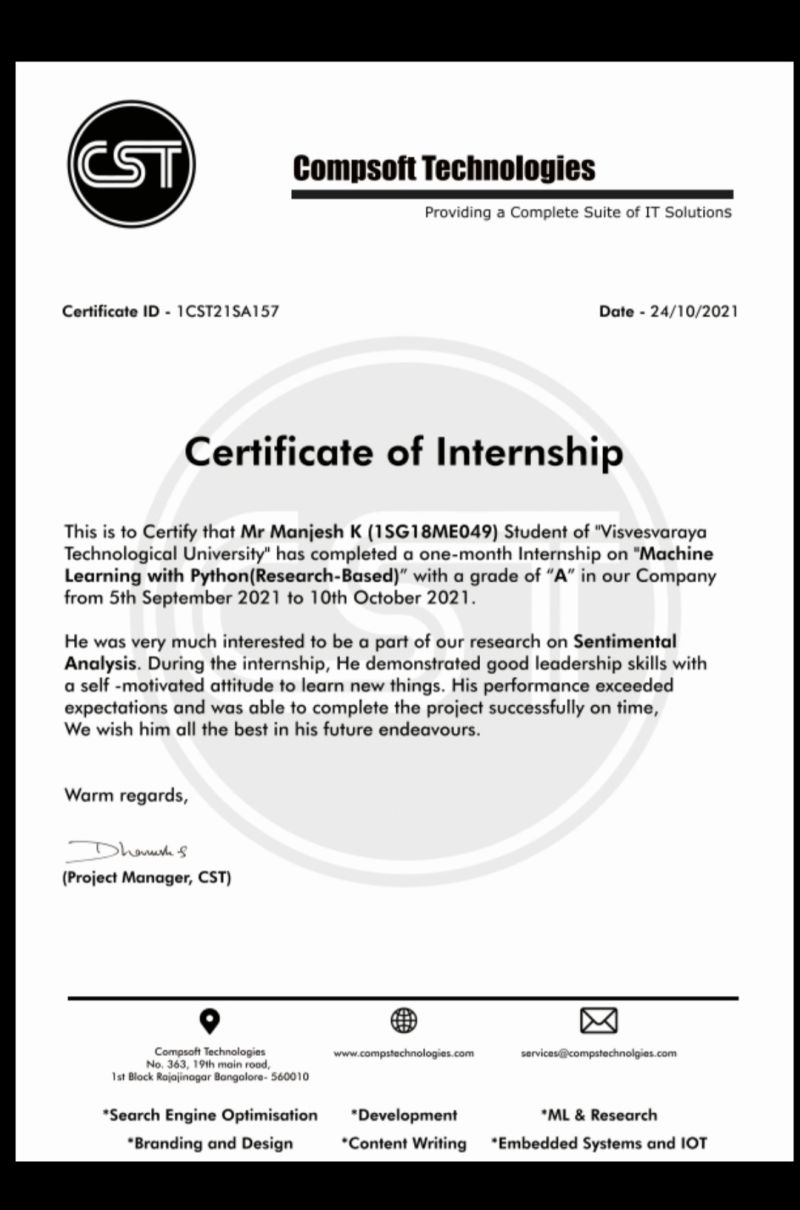 CST
Compsoft Technologies
Providing a Complete Suite of IT Solutions
Certificate ID - 1CST21SA157
Date - 24/10/2021
Certificate of Internship
This is to Certify that Mr Manjesh K (1SG18ME049) Student of "Visvesvaraya
Technological University" has completed a one-month Internship on "Machine
Learning with Python(Research-Based)” with a grade of “A” in our Company
from 5th September 2021 to 10th October 2021.
He was very much interested to be a part of our research on Sentimental
Analysis. During the internship, He demonstrated good leadership skills with
a self -motivated attitude to learn new things. His performance exceeded
expectations and was able to complete the project successfully on time,
We wish him all the best in his future endeavours.
Warm regards,
(Project Manager, CST)
Compsoft Technologies
No. 363, 19th main road,
1st Block Rajajinagar Bangalore- 560010
www.compstechnologies.com
services@compstechnolgies.com
*Search Engine Optimisation
*Development
*ML & Research
*Branding and Design
*Content Writing
*Embedded Systems and IOT